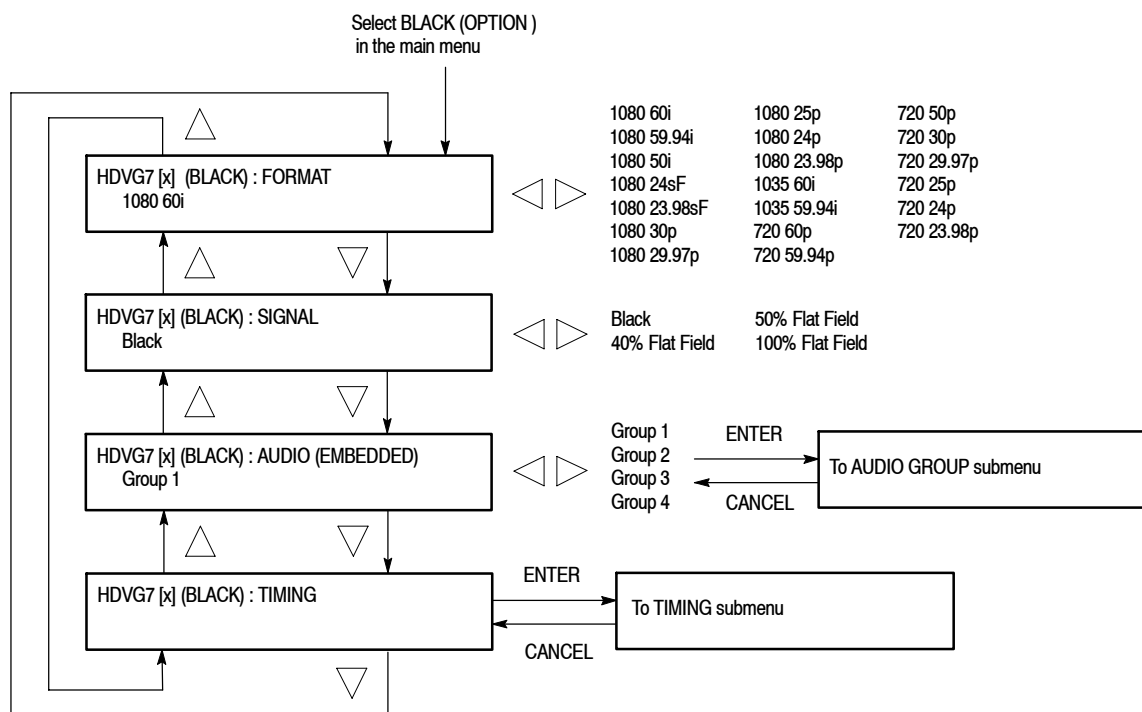 Select BLACK (OPTION )
in the main menu
HDVG7 [x] (BLACK) : FORMAT
1080 60i
1080 60i 1080 25p 720 50p
1080 59.94i 1080 24p 720 30p
1080 50i 1080 23.98p 720 29.97p
1080 24sF 1035 60i 720 25p
1080 23.98sF 1035 59.94i 720 24p
1080 30p 720 60p 720 23.98p
1080 29.97p 720 59.94p
HDVG7 [x] (BLACK) : SIGNAL
Black
Black 50% Flat Field
40% Flat Field 100% Flat Field
HDVG7 [x] (BLACK) : AUDIO (EMBEDDED)
Group 1
Group 1
Group 2
Group 3
Group 4
ENTER
CANCEL
To AUDIO GROUP submenu
HDVG7 [x] (BLACK) : TIMING
ENTER
CANCEL
To TIMING submenu